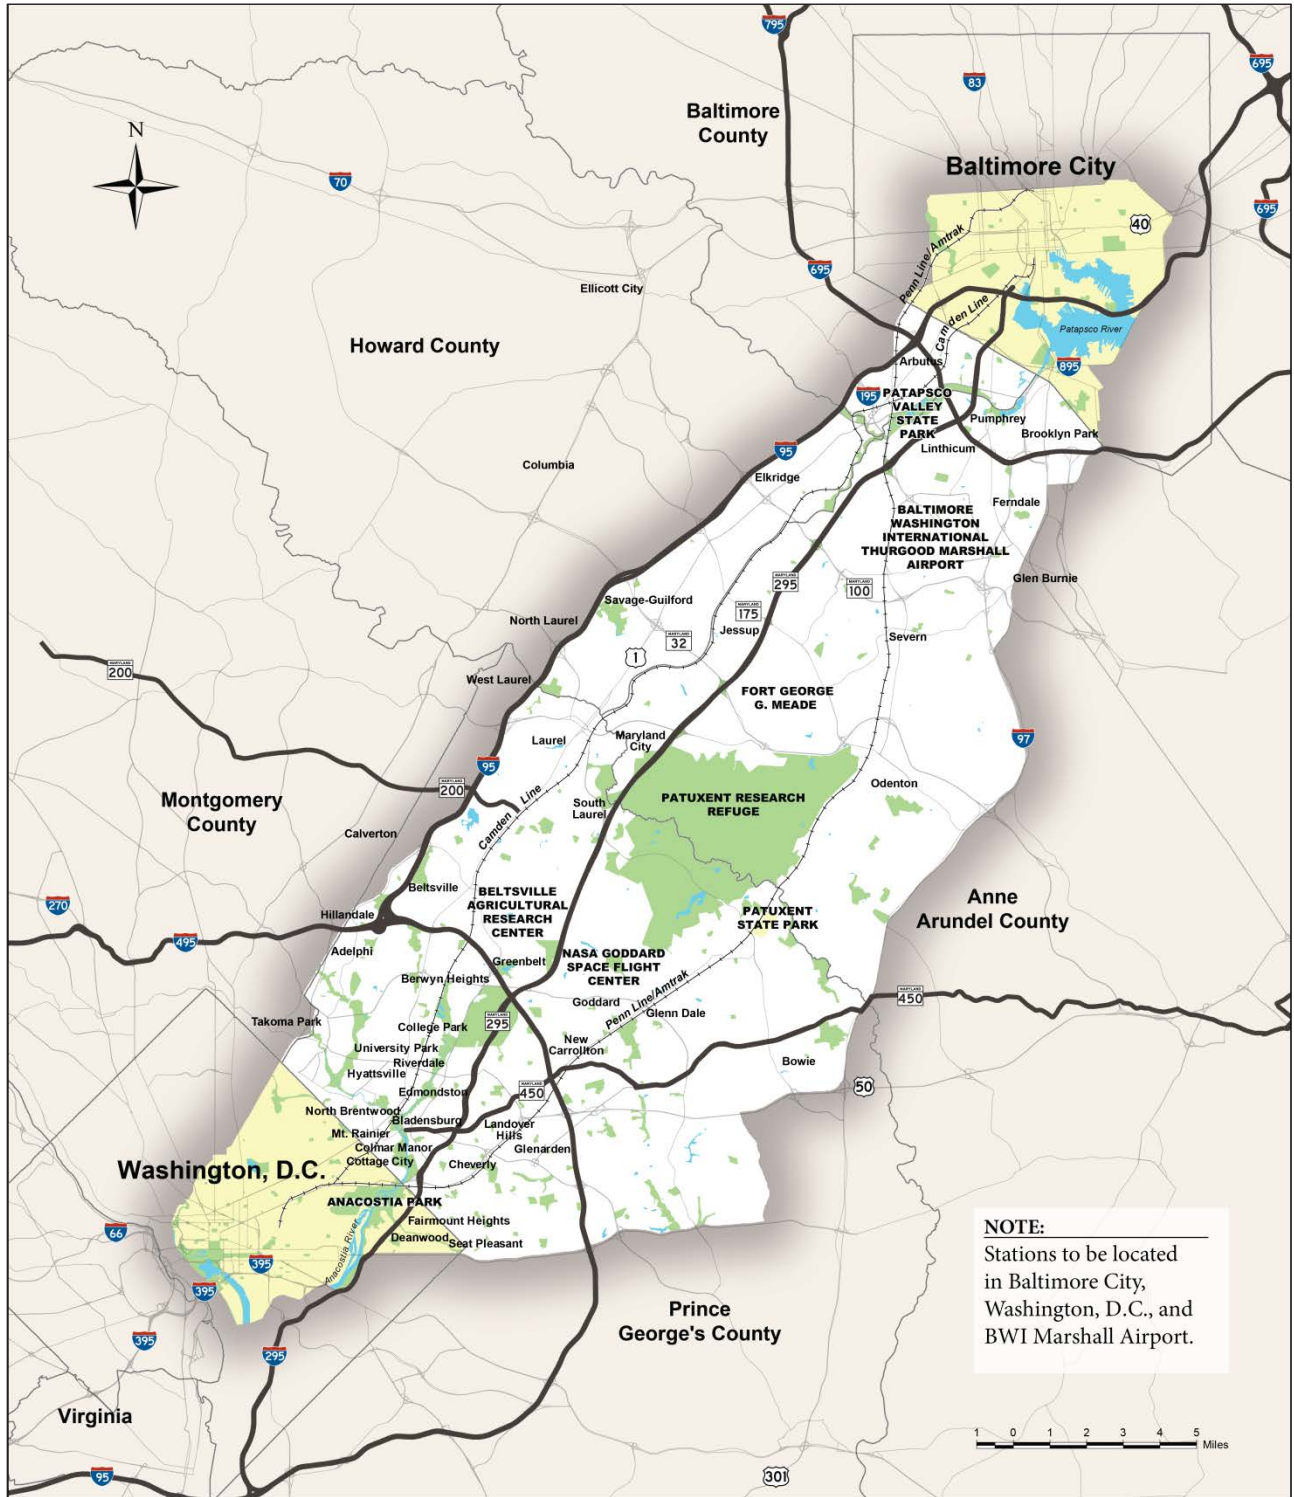 795
695
83
Baltimore
County
N
Baltimore City
70
695
40
Penn Line/Amtrak
695
Ellicott City
Camden Line
Patapsco River
Howard County
Arbutus
895
195
PATAPSCO
VALLEY
STATE
PARK
Pumphrey
Brooklyn Park
Linthicum
95
Columbia
Elkridge
Ferndale
BALTIMORE
WASHINGTON
INTERNATIONAL
THURGOOD MARSHALL
AIRPORT
Glen Burnie
MARYLAND
295
MARYLAND
100
Savage-Guilford
MARYLAND
175
North Laurel
Jessup
MARYLAND
32
Severn
1
MARYLAND
200
West Laurel
FORT GEORGE
G. MEADE
Laurel
Maryland
City
97
95
Odenton
MARYLAND
200
Camden Line
South
Laurel
PATUXENT RESEARCH
REFUGE
Montgomery
County
Calverton
Beltsville
BELTSVILLE
AGRICULTURAL
RESEARCH
CENTER
Anne
Arundel County
270
Hillandale
PATUXENT
STATE PARK
495
Adelphi
NASA GODDARD
SPACE FLIGHT
CENTER
Greenbelt
Berwyn Heights
Goddard
Penn Line/Amtrak
MARYLAND
450
Glenn Dale
Takoma Park
College Park
MARYLAND
295
New
Carrollton
University Park
Riverdale
Bowie
Hyattsville
50
Edmondston
MARYLAND
450
North Brentwood
Bladensburg
Landover
Hills
Mt. Rainier
Colmar Manor
Glenarden
Cottage City
Cheverly
Washington, D.C.
ANACOSTIA PARK
Fairmount Heights
Deanwood
Seat Pleasant
66
Anacostia River
395
395
395
295
NOTE:
Stations to be located
in Baltimore City,
Washington, D.C., and
BWI Marshall Airport.
Prince
George's County
Virginia
1 0 1 2 3 4 5
Miles
95
301